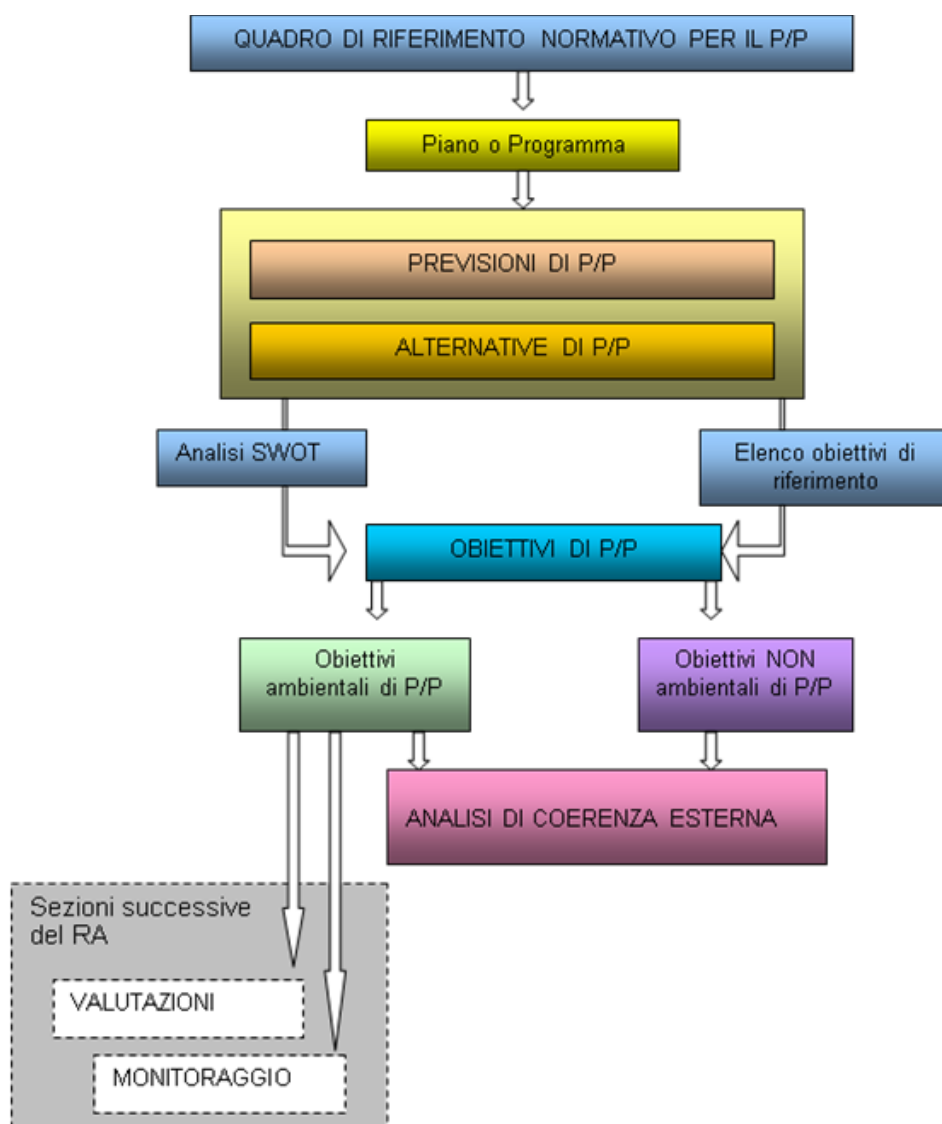 QUADRO DI RIFERIMENTO NORMATIVO PER IL P/P
Piano o Programma
PREVISIONI DI P/P
ALTERNATIVE DI P/P
Analisi SWOT
Elenco obiettivi di
riferimento
OBIETTIVI DI P/P
Obiettivi
ambientali di P/P
Obiettivi NON
ambientali di P/P
ANALISI DI COERENZA ESTERNA
Sezioni successive
del RA
VALUTAZIONI
MONITORAGGIO